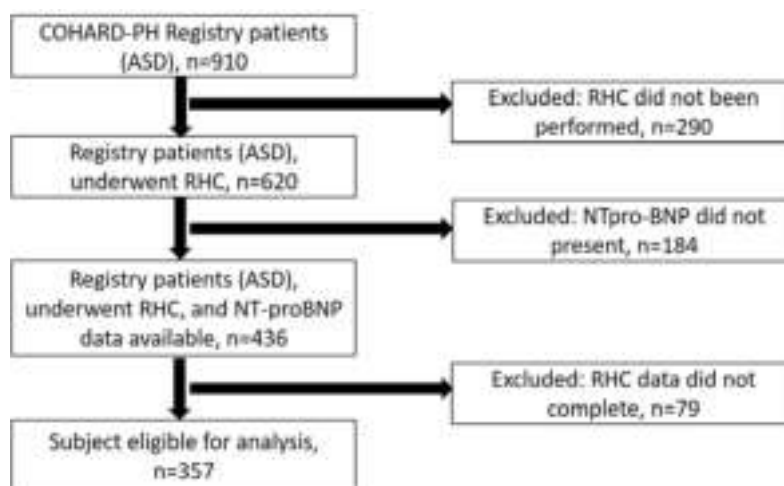 COHARD-PH Registry patients
(ASD), n=910
Excluded: RHC did not been
performed, n=290
Registry patients (ASD),
underwent RHC, n=620
Excluded: NTpro-BNP did not
present, n=184
Registry patients (ASD),
underwent RHC, and NT-proBNP
data available, n=436
Excluded: RHC data did not
complete, n=79
Subject eligible for analysis,
n=357